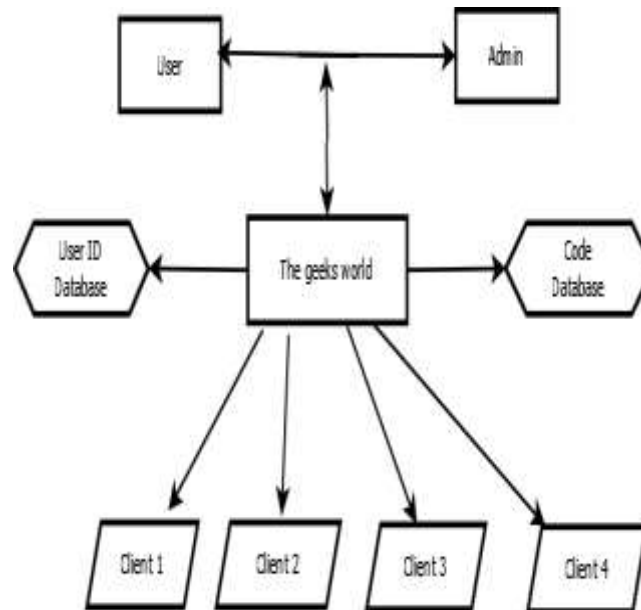 User
Admin
User ID
Database
The geeks world
Code
Database
Client 1
Client 2
Client 3
Client 4